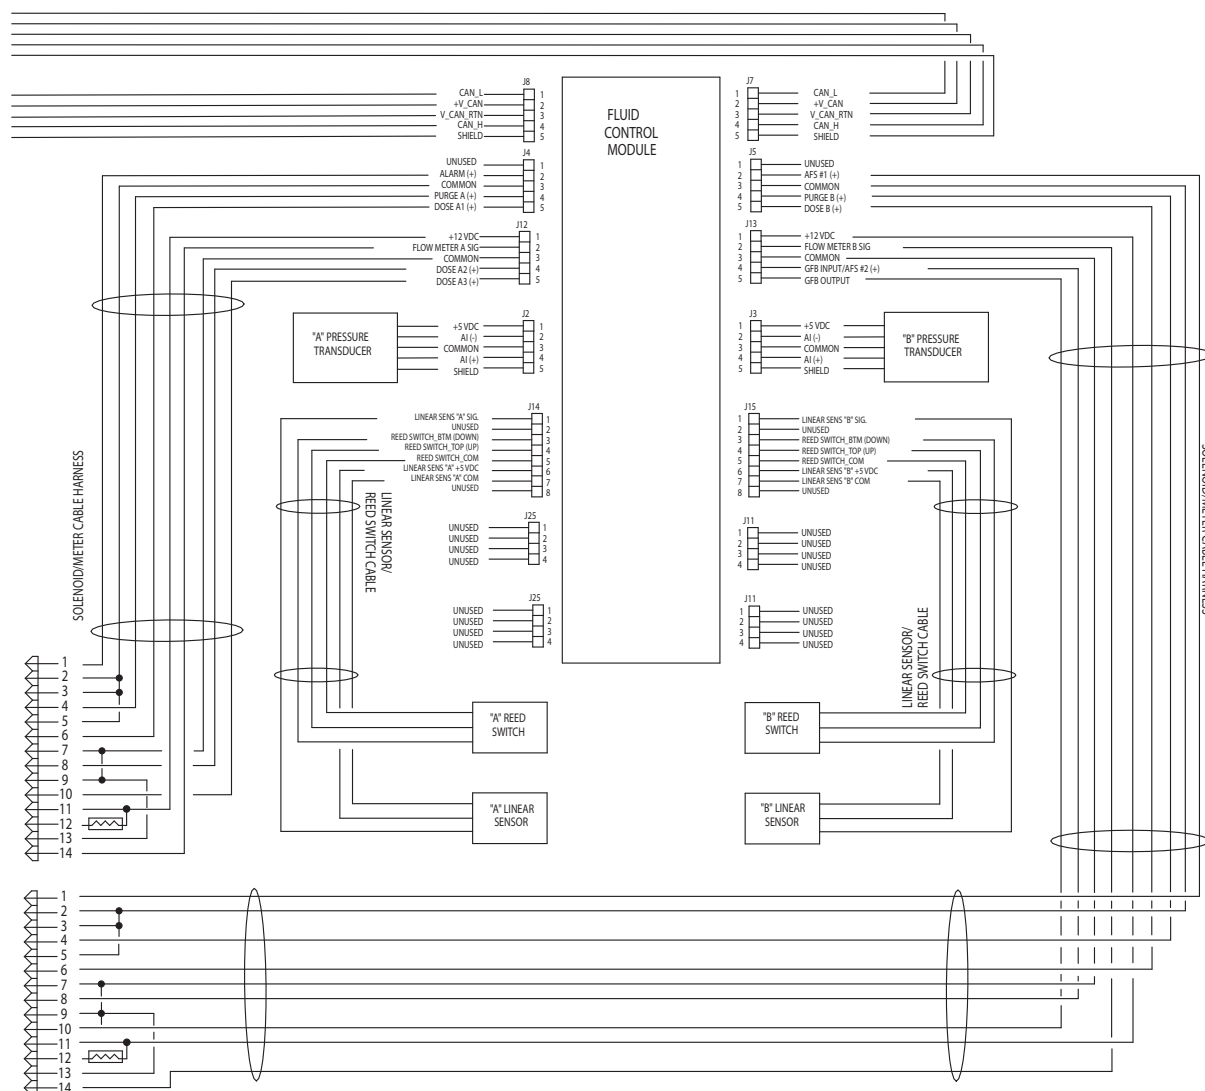 J8
CAN_L 1
+V_CAN 2
V_CAN_RTN 3
CAN_H 4
SHIELD 5
J4
UNUSED 1
ALARM (+) 2
COMMON 3
PURGE A (+) 4
DOSE A1 (+) 5
J12
+12 VDC 1
FLOW METER A SIG 2
COMMON 3
DOSE A2 (+) 4
DOSE A3 (+) 5
"A" PRESSURE
TRANSDUCER
J2
+5 VDC 1
AI (-) 2
COMMON 3
AI (+) 4
SHIELD 5
J14
LINEAR SENS "A" SIG. 1
UNUSED 2
REED SWITCH_BTM (DOWN) 3
REED SWITCH_TOP (UP) 4
REED SWITCH_COM 5
LINEAR SENS "A" +5 VDC 6
LINEAR SENS "A" COM 7
UNUSED 8
J25
UNUSED 1
UNUSED 2
UNUSED 3
UNUSED 4
J25
UNUSED 1
UNUSED 2
UNUSED 3
UNUSED 4
FLUID
CONTROL
MODULE
J7
1 CAN_L
2 +V_CAN
3 V_CAN_RTN
4 CAN_H
5 SHIELD
J5
1 UNUSED
2 AFS #1 (+)
3 COMMON
4 PURGE B (+)
5 DOSE B (+)
J13
1 +12 VDC
2 FLOW METER B SIG
3 COMMON
4 GFB INPUT/AFS #2 (+)
5 GFB OUTPUT
J3
1 +5 VDC
2 AI (-)
3 COMMON
4 AI (+)
5 SHIELD
"B" PRESSURE
TRANSDUCER
J15
1 LINEAR SENS "B" SIG.
2 UNUSED
3 REED SWITCH_BTM (DOWN)
4 REED SWITCH_TOP (UP)
5 REED SWITCH_COM
6 LINEAR SENS "B" +5 VDC
7 LINEAR SENS "B" COM
8 UNUSED
J11
1 UNUSED
2 UNUSED
3 UNUSED
4 UNUSED
J11
1 UNUSED
2 UNUSED
3 UNUSED
4 UNUSED
SOLENOID/METER CABLE HARNESS
LINEAR SENSOR/
REED SWITCH CABLE
LINEAR SENSOR/
REED SWITCH CABLE
"A" REED
SWITCH
"B" REED
SWITCH
"A" LINEAR
SENSOR
"B" LINEAR
SENSOR
1
2
3
4
5
6
7
8
9
10
11
12
13
14
1
2
3
4
5
6
7
8
9
10
11
12
13
14